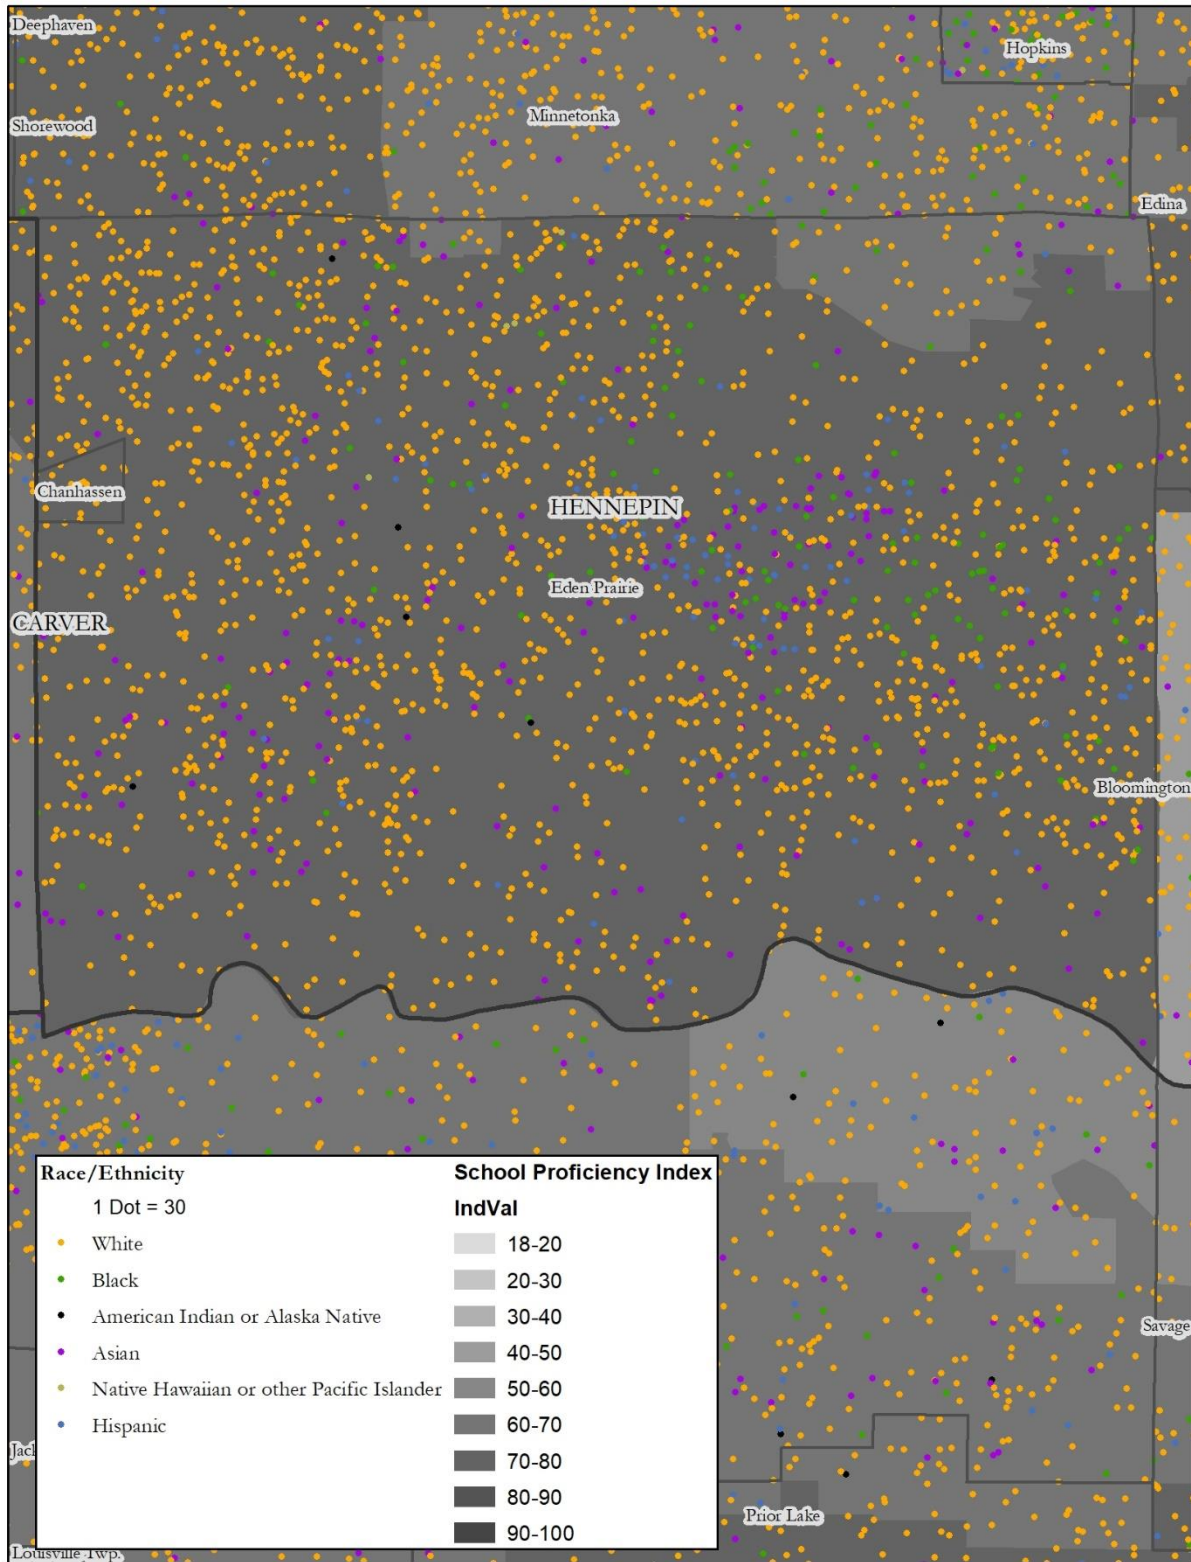 Deephaven
Hopkins
Minnetonka
Shorewood
Edina
Chanhassen
HENNEPIN
Eden Prairie
CARVER
Bloomington
Race/Ethnicity
1 Dot = 30
White
Black
American Indian or Alaska Native
Asian
Native Hawaiian or other Pacific Islander
Hispanic
School Proficiency Index
IndVal
18-20
20-30
30-40
40-50
50-60
60-70
70-80
80-90
90-100
Savage
Jack
Prior Lake
Louisville Twp.